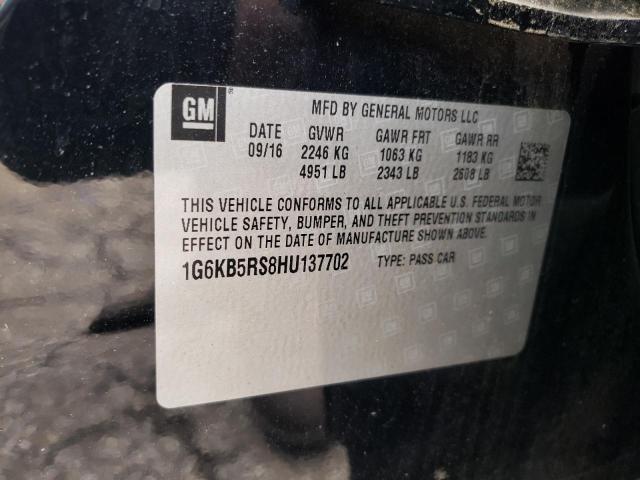 GM
MFD BY GENERAL MOTORS LLC
DATE GVWR GAWR FRT GAWR RR
09/16 2246 KG 1063 KG 1183 KG
4951 LB 2343 LB 2608 LB
THIS VEHICLE CONFORMS TO ALL APPLICABLE U.S. FEDERAL MOTOR
VEHICLE SAFETY, BUMPER, AND THEFT PREVENTION STANDARDS IN
EFFECT ON THE DATE OF MANUFACTURE SHOWN ABOVE.
1G6KB5RS8HU137702 TYPE: PASS CAR